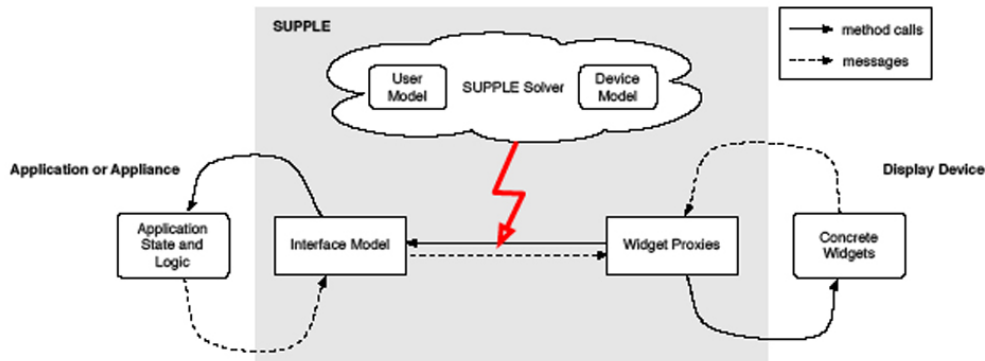 SUPPLE
method calls
messages
User
Model
SUPPLE Solver
Device
Model
Application or Appliance
Display Device
Application
State and
Logic
Interface Model
Widget Proxies
Concrete
Widgets